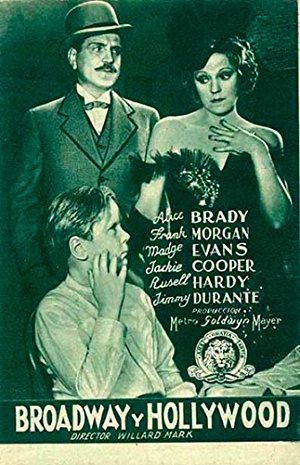 Alice BRADY
Frank MORGAN
Madge EVANS
Jackie COOPER
Rusell HARDY
Jimmy DURANTE
PRODUCCION
Metro Goldwyn Mayer
BROADWAY Y HOLLYWOOD
DIRECTOR WILLARD MARK